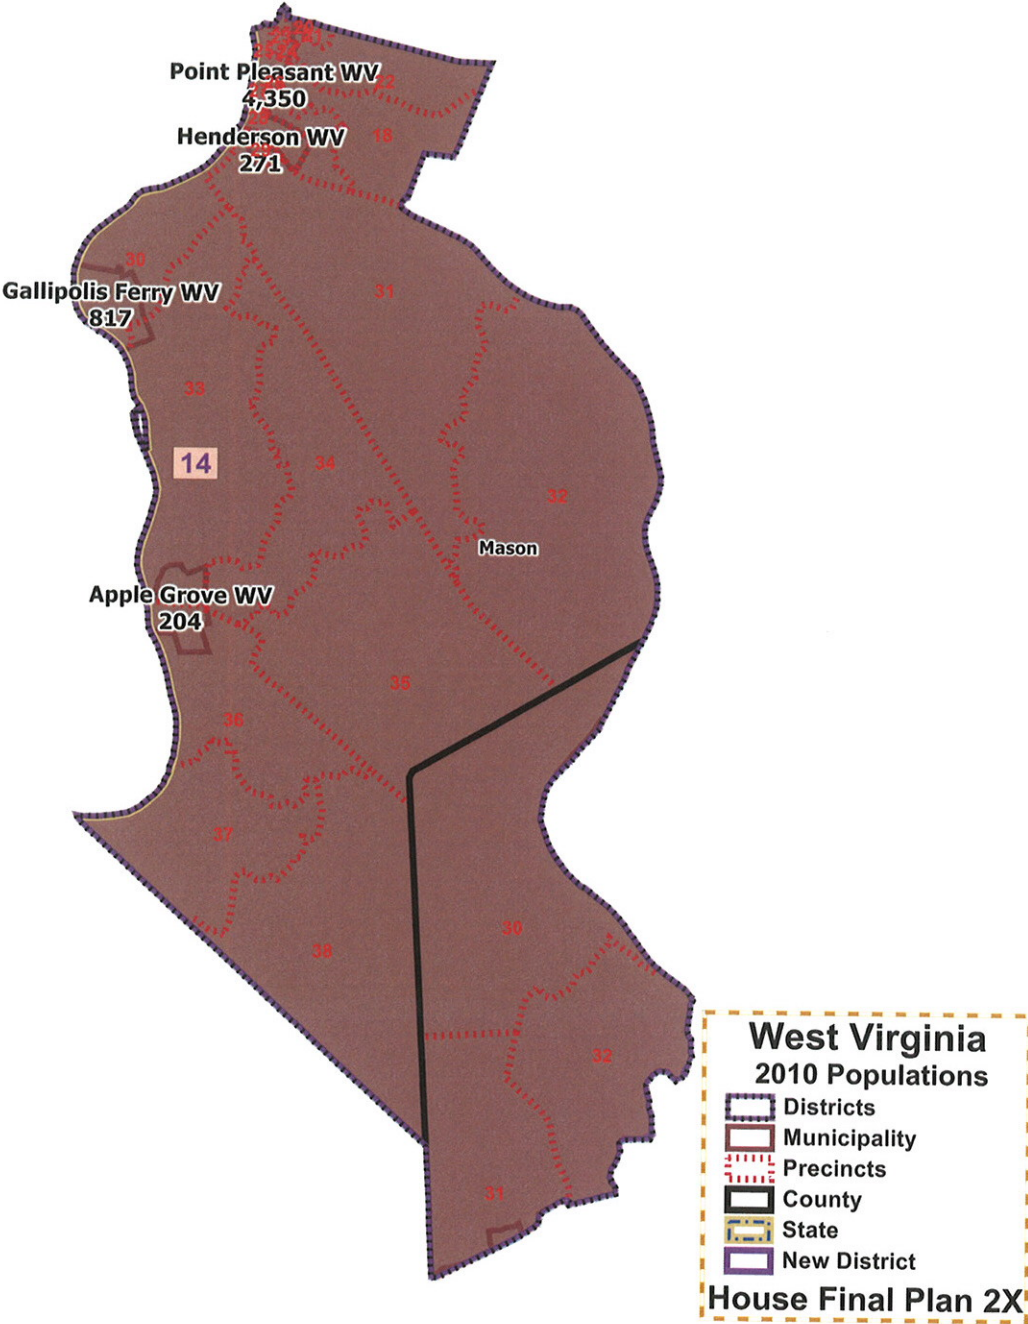 22
Point Pleasant WV
4,350
18
Henderson WV
271
30
31
Gallipolis Ferry WV
817
33
14
34
32
Mason
Apple Grove WV
204
35
36
37
30
38
32
31
West Virginia
2010 Populations
Districts
Municipality
Precincts
County
State
New District
House Final Plan 2X